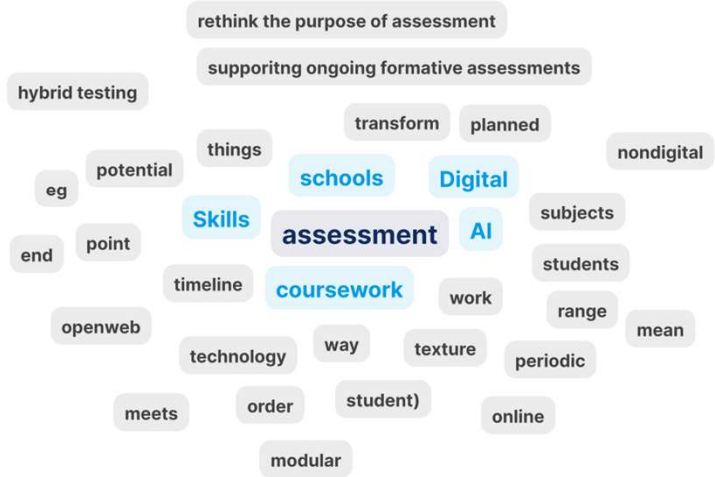 rethink the purpose of assessment
supporitng ongoing formative assessments
hybrid testing
transform
planned
things
nondigital
potential
schools
Digital
eg
Skills
subjects
assessment
AI
point
end
students
timeline
coursework
work
range
openweb
mean
way
texture
technology
periodic
student)
order
meets
online
modular